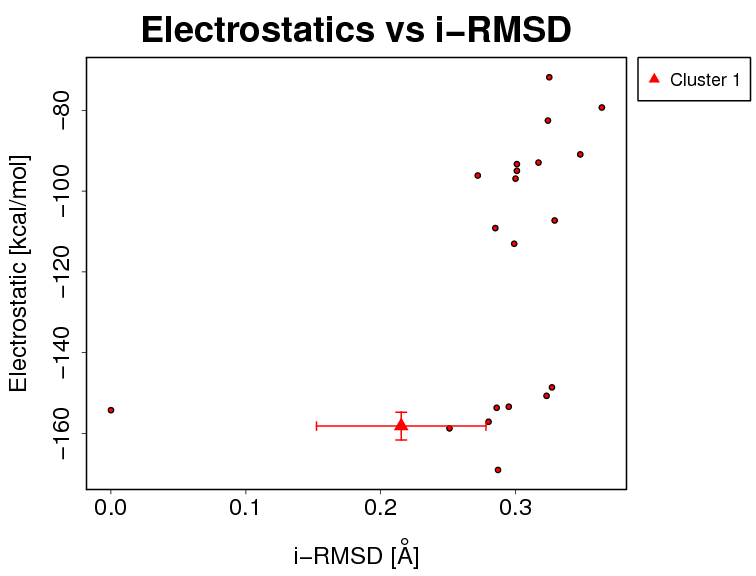 Electrostatics vs i−RMSD
Cluster 1
Electrostatic [kcal/mol]
−80
−100
−120
−140
−160
0.0 0.1 0.2 0.3
i−RMSD [Å]